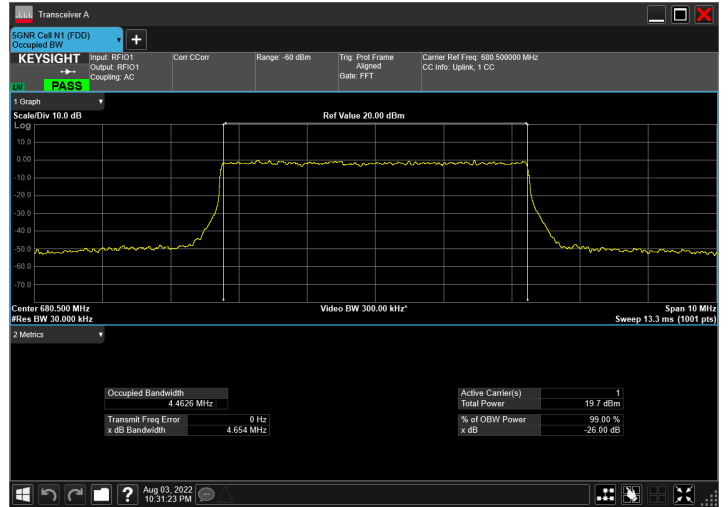 Transceiver A
5GNR Cell N1 (FDD)
Occupied BW
KEYSIGHT
LXI
PASS
Input: RFIO1
Output: RFIO1
Coupling: AC
Corr CCorr
Range: -60 dBm
Trig: Prot Frame
Aligned
Gate: FFT
Carrier Ref Freq: 680.500000 MHz
CC Info: Uplink, 1 CC
1 Graph
Scale/Div 10.0 dB
Ref Value 20.00 dBm
Log
10.0
0.00
-10.0
-20.0
-30.0
-40.0
-50.0
-60.0
-70.0
Center 680.500 MHz
Video BW 300.00 kHz*
Span 10 MHz
#Res BW 30.000 kHz
Sweep 13.3 ms (1001 pts)
2 Metrics
Occupied Bandwidth
4.4626 MHz
Transmit Freq Error 0 Hz
x dB Bandwidth 4.654 MHz
Active Carrier(s) 1
Total Power 19.7 dBm
% of OBW Power 99.00 %
x dB -26.00 dB
?
Aug 03, 2022
10:31:23 PM